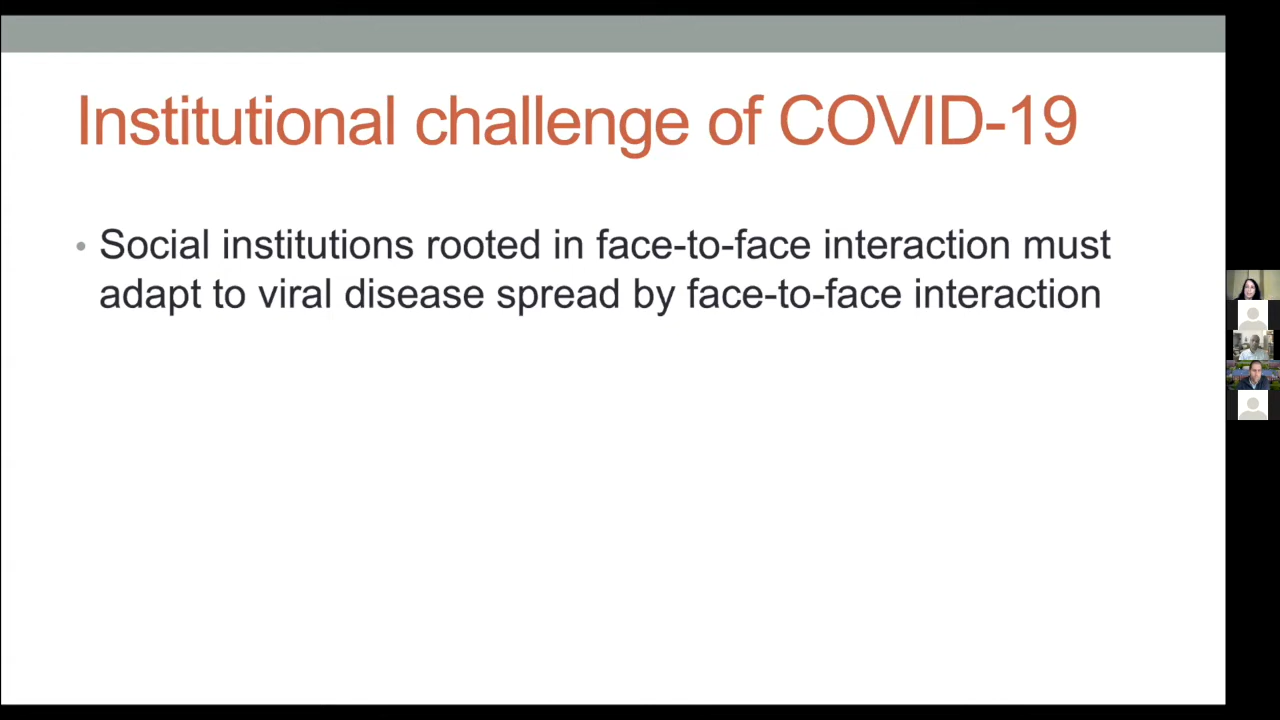 Institutional challenge of COVID-19
• Social institutions rooted in face-to-face interaction must
adapt to viral disease spread by face-to-face interaction